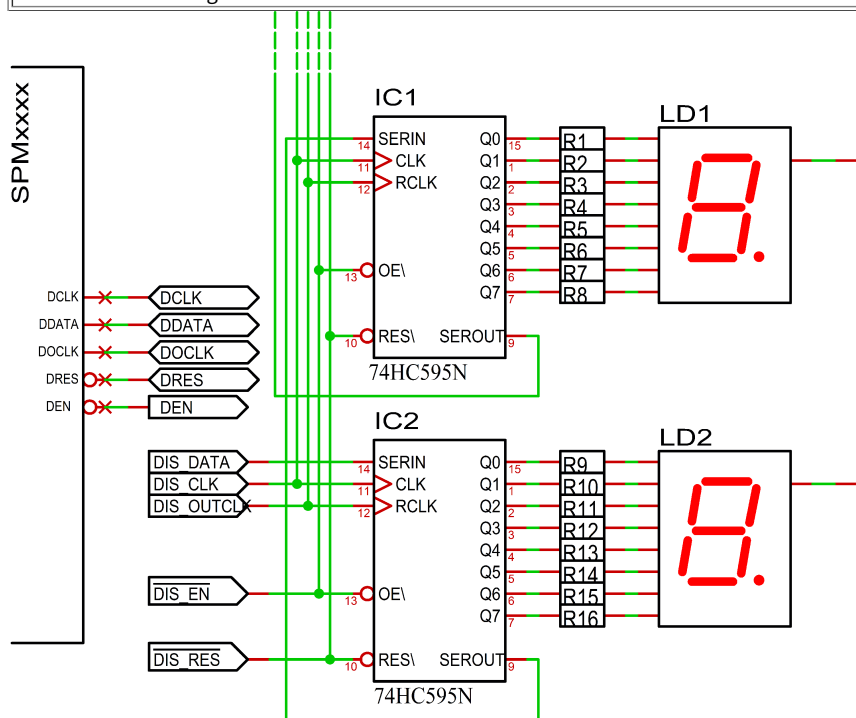 SPMxxxx
DCLK
DDATA
DOCLK
DRES
DEN
DCLK
DDATA
DOCLK
DRES
DEN
DIS_DATA
DIS_CLK
DIS_OUTCLK
DIS_EN
DIS_RES
IC1
14 SERIN
11 CLK
12 RCLK
13 OE\
10 RES\
Q0 15
Q1 1
Q2 2
Q3 3
Q4 4
Q5 5
Q6 6
Q7 7
SEROUT 9
74HC595N
R1
R2
R3
R4
R5
R6
R7
R8
LD1
8.
IC2
14 SERIN
11 CLK
12 RCLK
13 OE\
10 RES\
Q0 15
Q1 1
Q2 2
Q3 3
Q4 4
Q5 5
Q6 6
Q7 7
SEROUT 9
74HC595N
R9
R10
R11
R12
R13
R14
R15
R16
LD2
8.